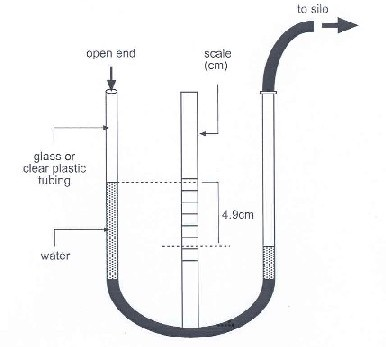 to silo
open end
scale
(cm)
glass or
clear plastic
tubing
4.9cm
water